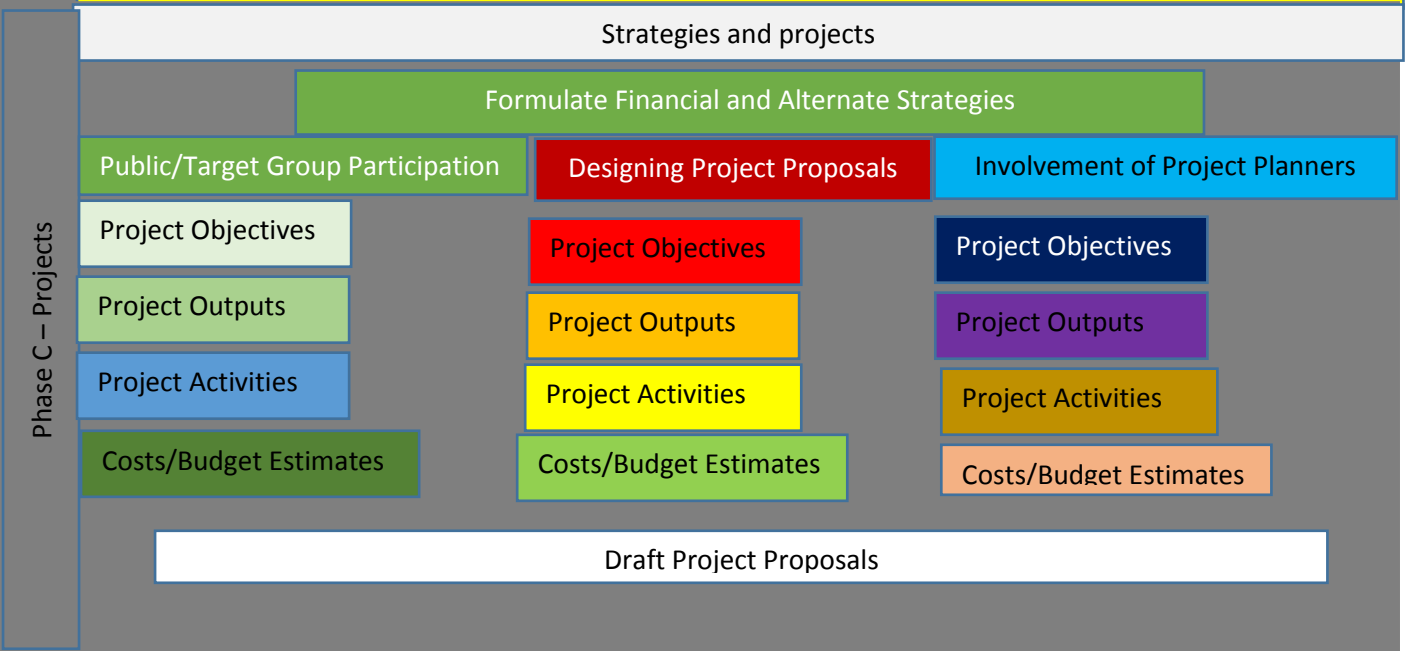 Strategies and projects
Formulate Financial and Alternate Strategies
Public/Target Group Participation
Designing Project Proposals
Involvement of Project Planners
Phase C – Projects
Project Objectives
Project Objectives
Project Objectives
Project Outputs
Project Outputs
Project Outputs
Project Activities
Project Activities
Project Activities
Costs/Budget Estimates
Costs/Budget Estimates
Costs/Budget Estimates
Draft Project Proposals